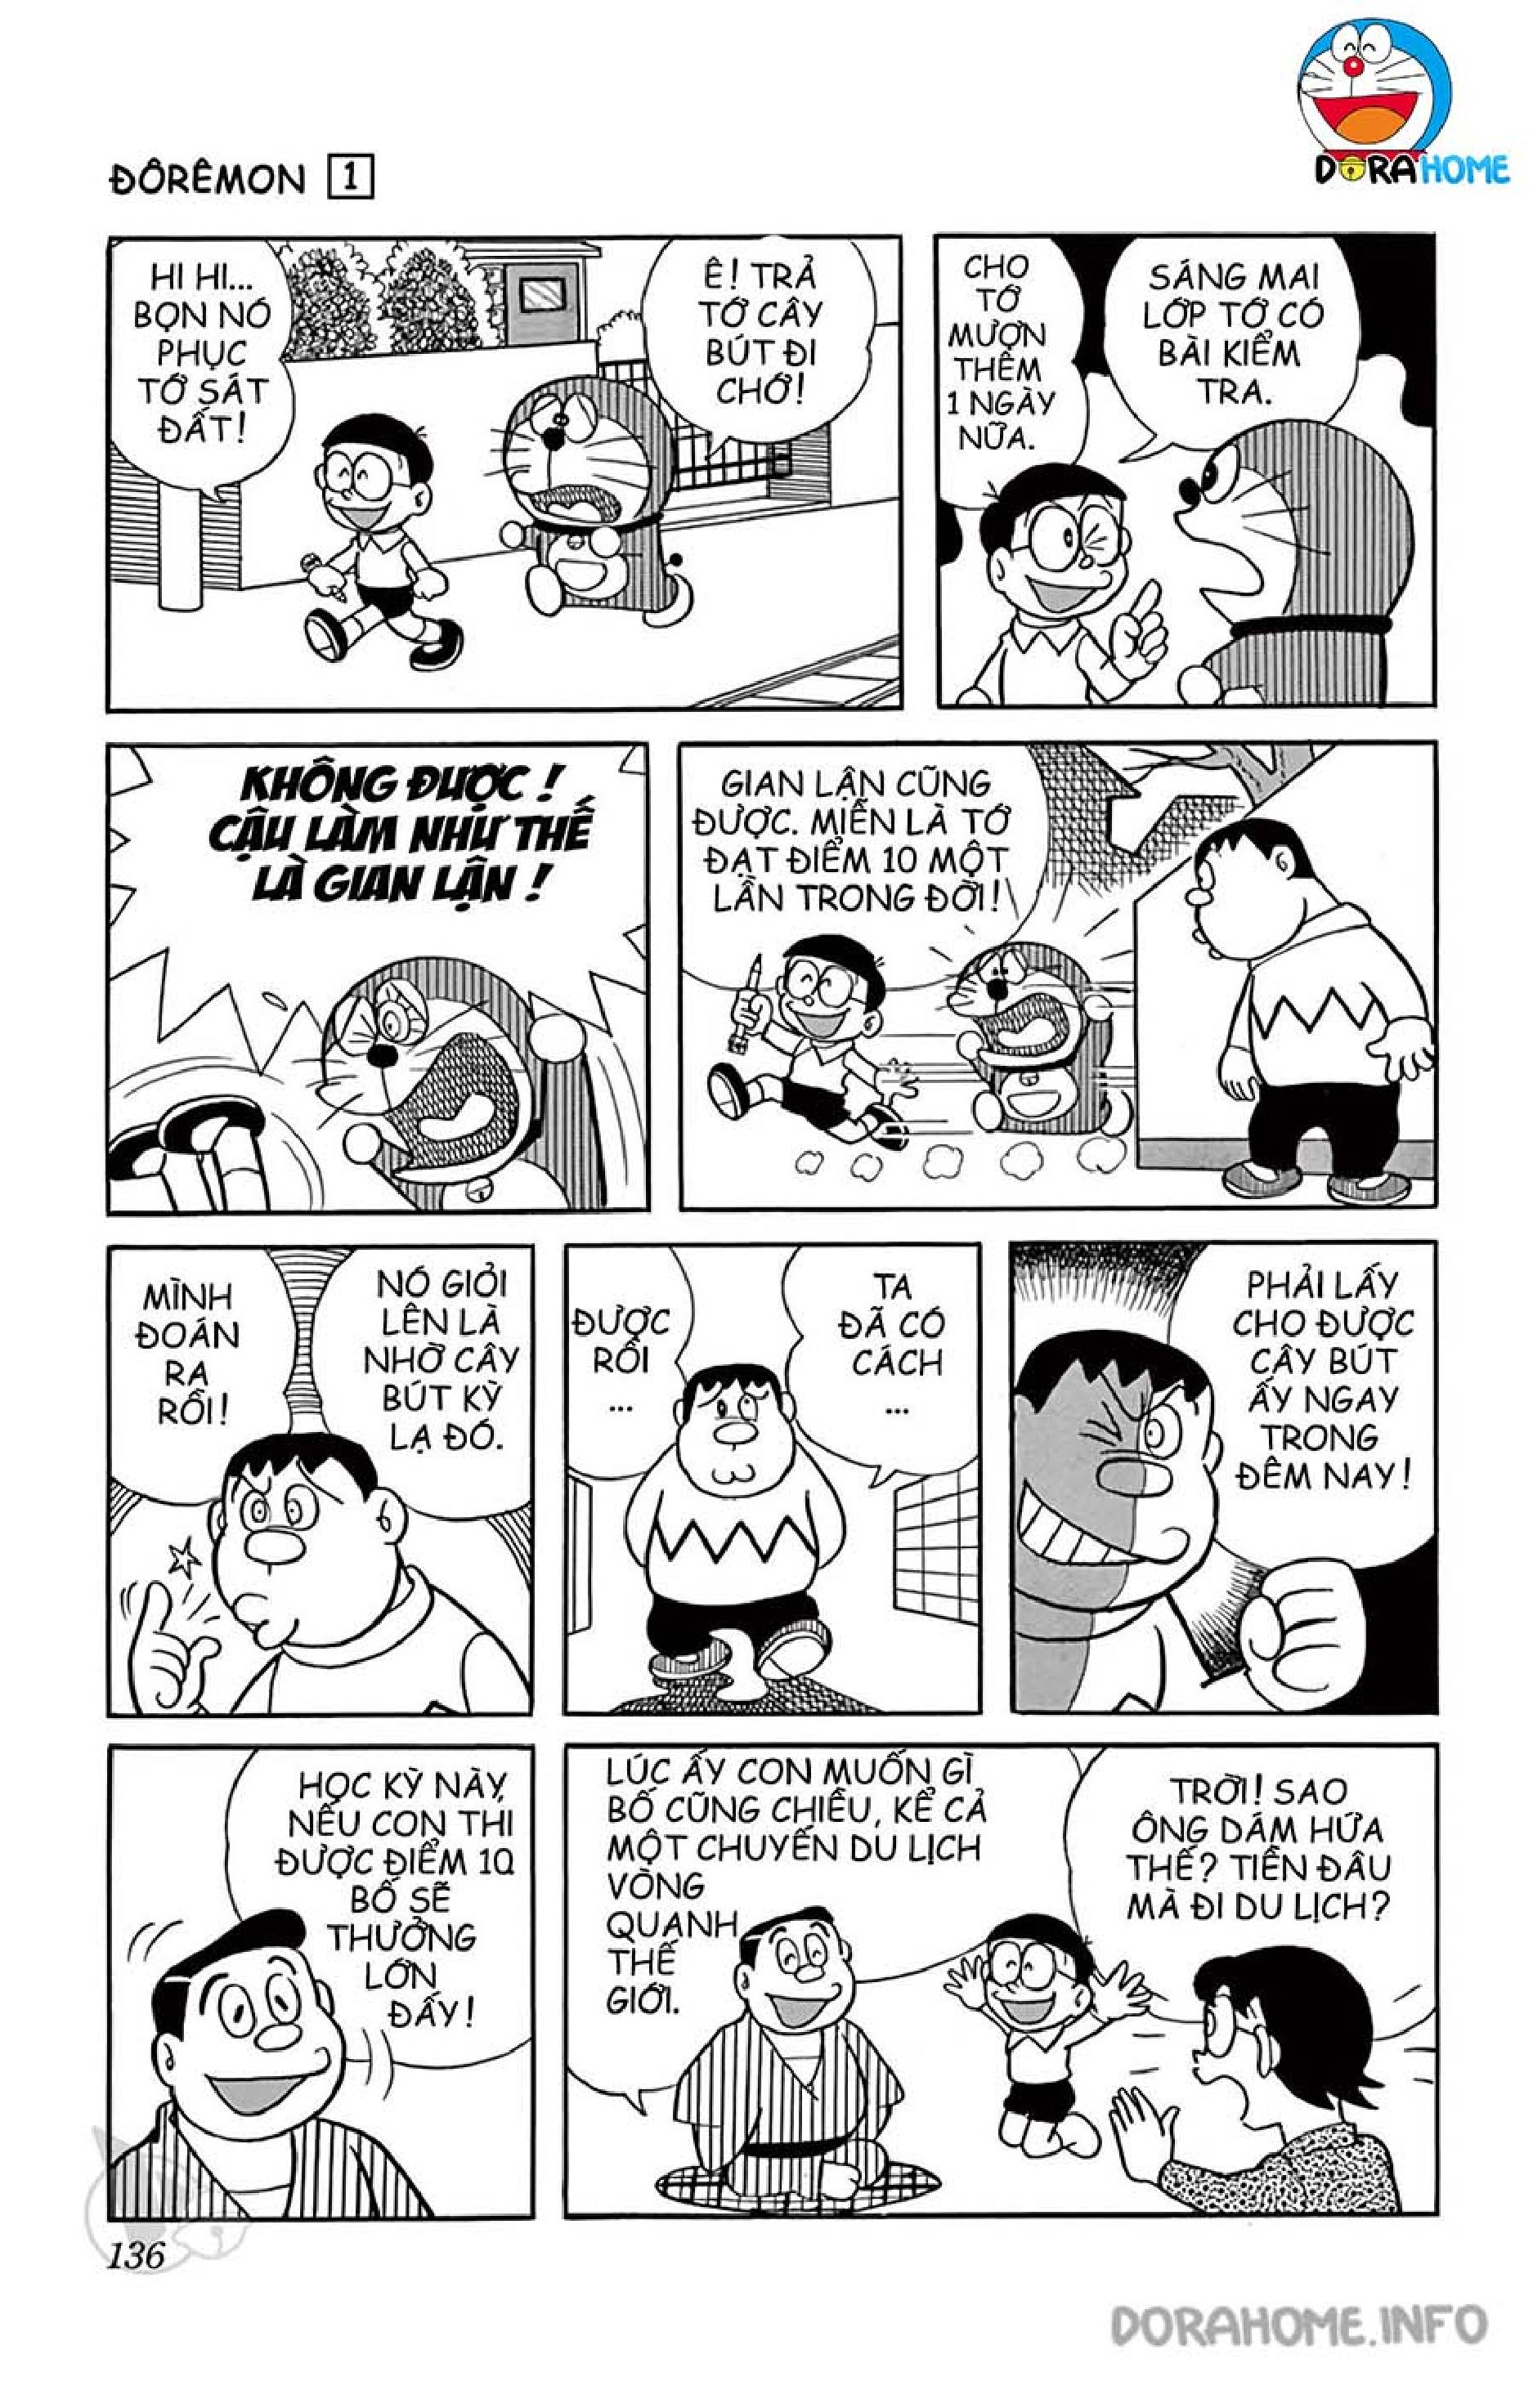 DORAHOME
ĐÔRÊMON 1
HI HI...
BỌN NÓ
PHỤC
TỚ SÁT
ĐẤT!
Ê! TRẢ
TỚ CÂY
BÚT ĐI
CHỚ!
CHO
TỚ
MƯỢN
THÊM
1 NGÀY
NỮA.
SÁNG MAI
LỚP TỚ CÓ
BÀI KIỂM
TRA.
KHÔNG ĐƯỢC!
CẬU LÀM NHƯ THẾ
LÀ GIAN LẬN!
GIAN LẬN CŨNG
ĐƯỢC. MIỄN LÀ TỚ
ĐẠT ĐIỂM 10 MỘT
LẦN TRONG ĐỜI!
MÌNH
ĐOÁN
RA
RỒI!
NÓ GIỎI
LÊN LÀ
NHỜ CÂY
BÚT KỲ
LẠ ĐÓ.
ĐƯỢC
RỒI
...
TA
ĐÃ CÓ
CÁCH
...
PHẢI LẤY
CHO ĐƯỢC
CÂY BÚT
ẤY NGAY
TRONG
ĐÊM NAY!
HỌC KỲ NÀY,
NẾU CON THI
ĐƯỢC ĐIỂM 10,
BỐ SẼ
THƯỞNG
LỚN
ĐẤY!
LÚC ẤY CON MUỐN GÌ
BỐ CŨNG CHIỀU, KỂ CẢ
MỘT CHUYẾN DU LỊCH
VÒNG
QUANH
THẾ
GIỚI.
TRỜI! SAO
ÔNG DÁM HỨA
THẾ? TIỀN ĐÂU
MÀ ĐI DU LỊCH?
136
DORAHOME.INFO